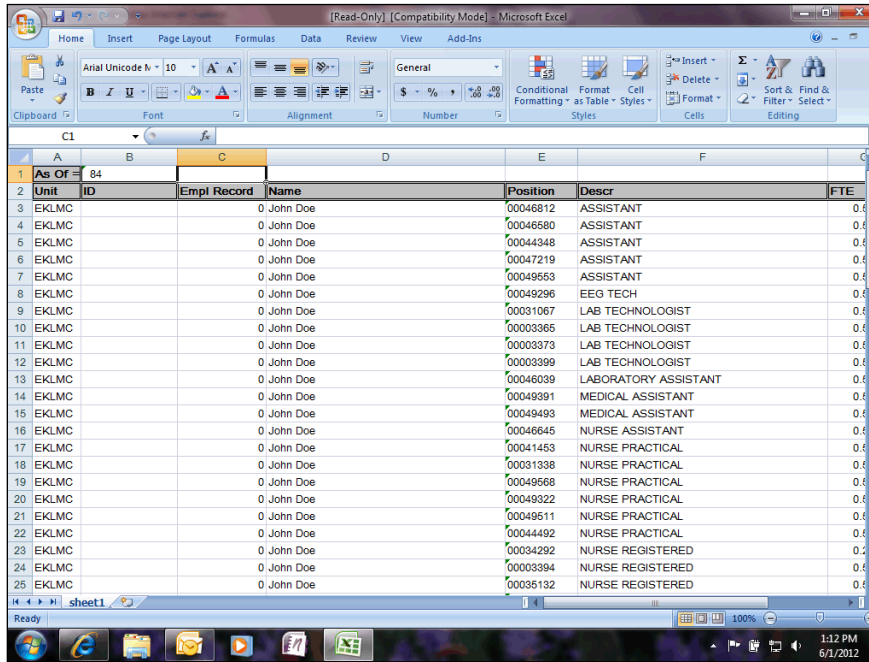 [Read-Only] [Compatibility Mode] - Microsoft Excel
Home Insert Page Layout Formulas Data Review View Add-Ins
Paste
Clipboard
Arial Unicode 10
B I U
Font
Alignment
General
$ % ,
Number
Conditional Formatting
Format as Table
Cell Styles
Styles
Insert
Delete
Format
Cells
Σ
Sort & Filter
Find & Select
Editing
C1 fx
A B C D E F
1 As Of = 84
2 Unit ID Empl Record Name Position Descr FTE
3 EKLMC 0 John Doe 00046812 ASSISTANT
4 EKLMC 0 John Doe 00046580 ASSISTANT
5 EKLMC 0 John Doe 00044348 ASSISTANT
6 EKLMC 0 John Doe 00047219 ASSISTANT
7 EKLMC 0 John Doe 00049553 ASSISTANT
8 EKLMC 0 John Doe 00049296 EEG TECH
9 EKLMC 0 John Doe 00031067 LAB TECHNOLOGIST
10 EKLMC 0 John Doe 00003365 LAB TECHNOLOGIST
11 EKLMC 0 John Doe 00003373 LAB TECHNOLOGIST
12 EKLMC 0 John Doe 00003399 LAB TECHNOLOGIST
13 EKLMC 0 John Doe 00046039 LABORATORY ASSISTANT
14 EKLMC 0 John Doe 00049391 MEDICAL ASSISTANT
15 EKLMC 0 John Doe 00049493 MEDICAL ASSISTANT
16 EKLMC 0 John Doe 00046645 NURSE ASSISTANT
17 EKLMC 0 John Doe 00041453 NURSE PRACTICAL
18 EKLMC 0 John Doe 00031338 NURSE PRACTICAL
19 EKLMC 0 John Doe 00049568 NURSE PRACTICAL
20 EKLMC 0 John Doe 00049322 NURSE PRACTICAL
21 EKLMC 0 John Doe 00049511 NURSE PRACTICAL
22 EKLMC 0 John Doe 00044492 NURSE PRACTICAL
23 EKLMC 0 John Doe 00034292 NURSE REGISTERED
24 EKLMC 0 John Doe 00003394 NURSE REGISTERED
25 EKLMC 0 John Doe 00035132 NURSE REGISTERED
sheet1
Ready 100%
1:12 PM
6/1/2012